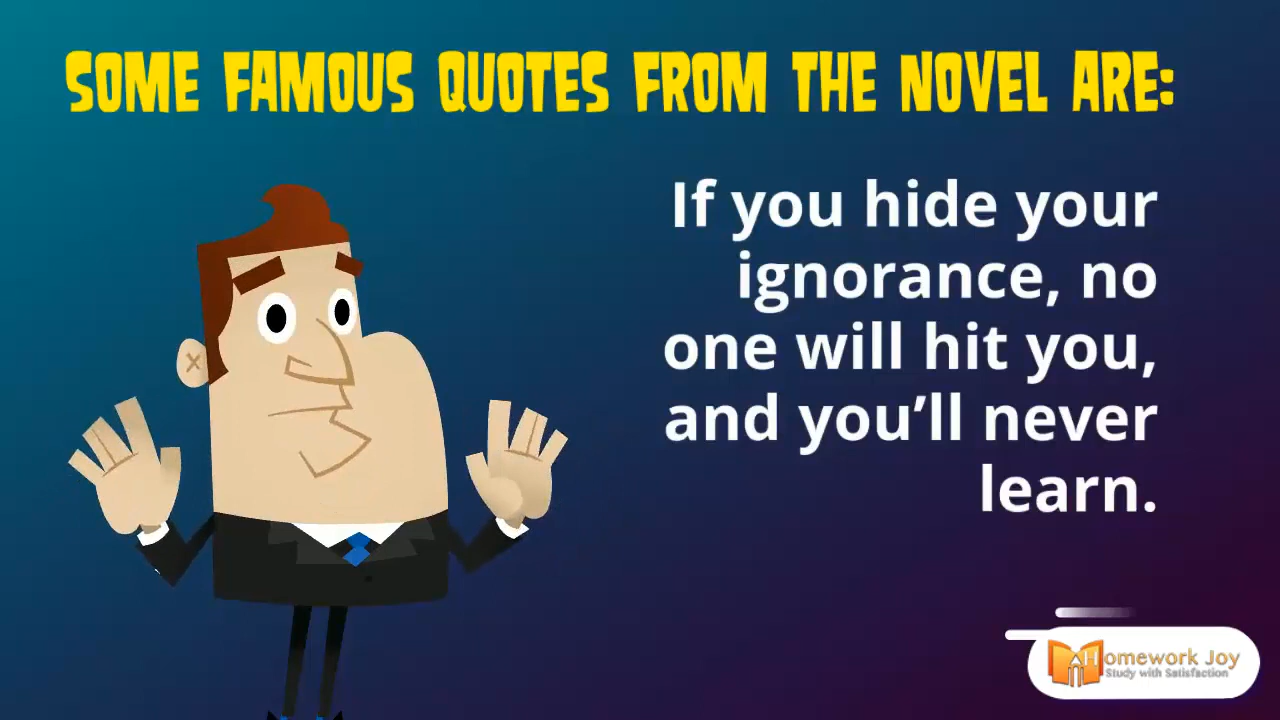 SOME FAMOUS QUOTES FROM THE NOVEL ARE:
If you hide your
ignorance, no
one will hit you,
and you’ll never
learn.
Homework Joy
Study with Satisfaction